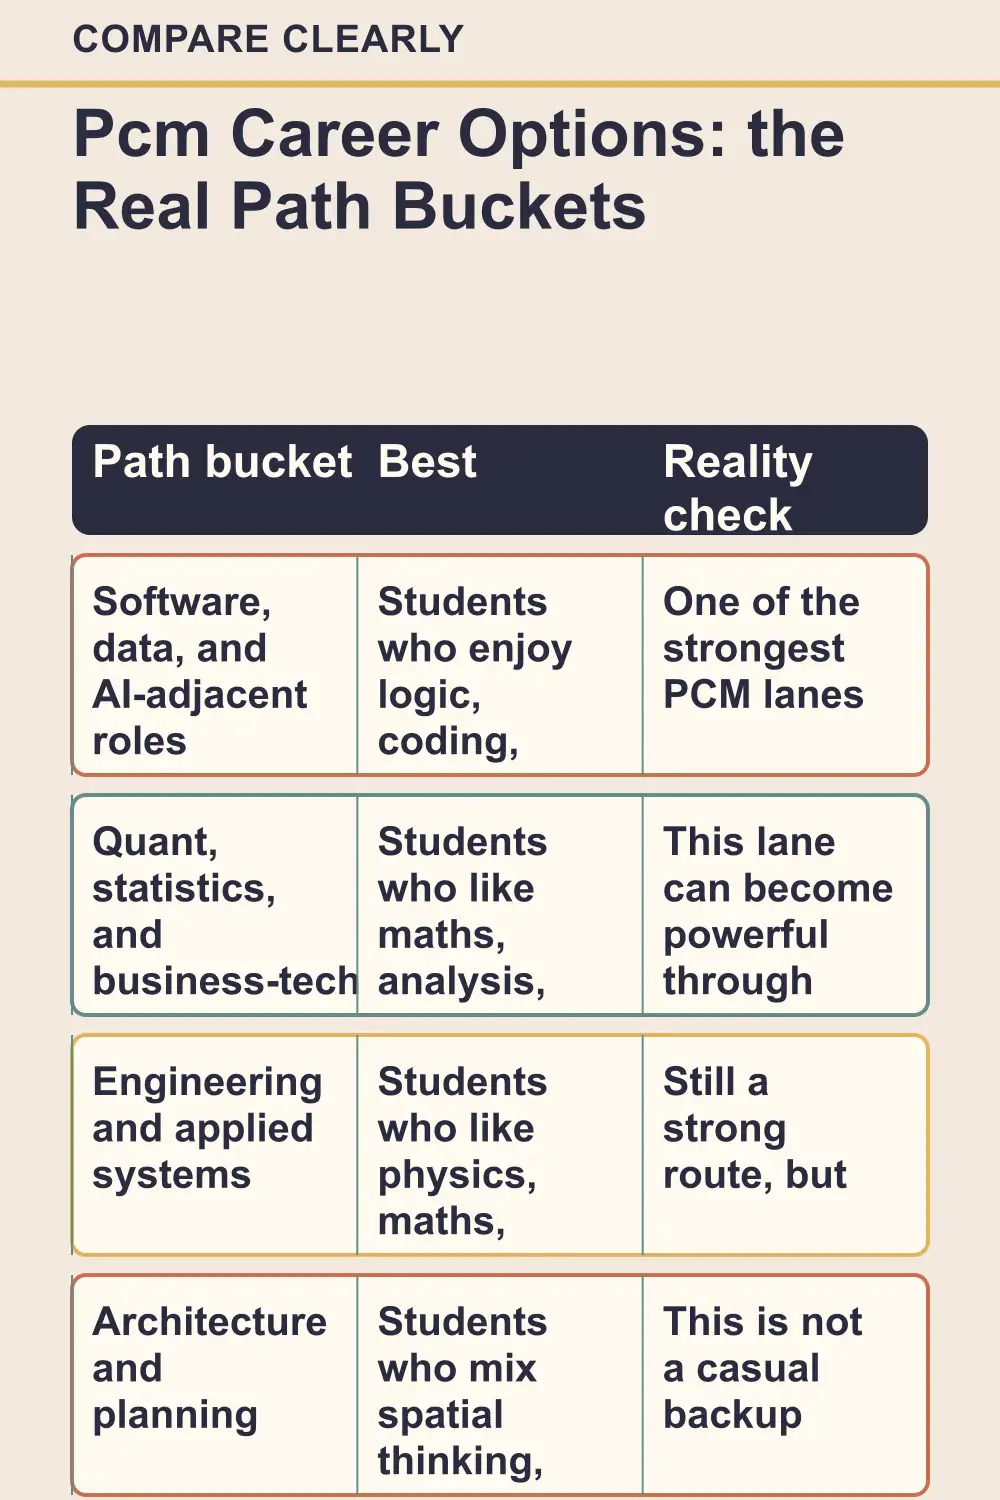 COMPARE CLEARLY
Pcm Career Options: the
Real Path Buckets
Path bucket Best Reality
check
Software,
data, and
AI-adjacent
roles
Students
who enjoy
logic,
coding,
One of the
strongest
PCM lanes
Quant,
statistics,
and
business-tech
Students
who like
maths,
analysis,
This lane
can become
powerful
through
Engineering
and applied
systems
Students
who like
physics,
maths,
Still a
strong
route, but
Architecture
and
planning
Students
who mix
spatial
thinking,
This is not
a casual
backup